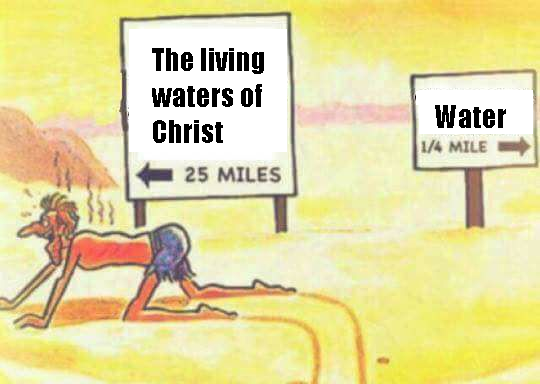 The living
waters of
Christ
25 MILES
Water
1/4 MILE